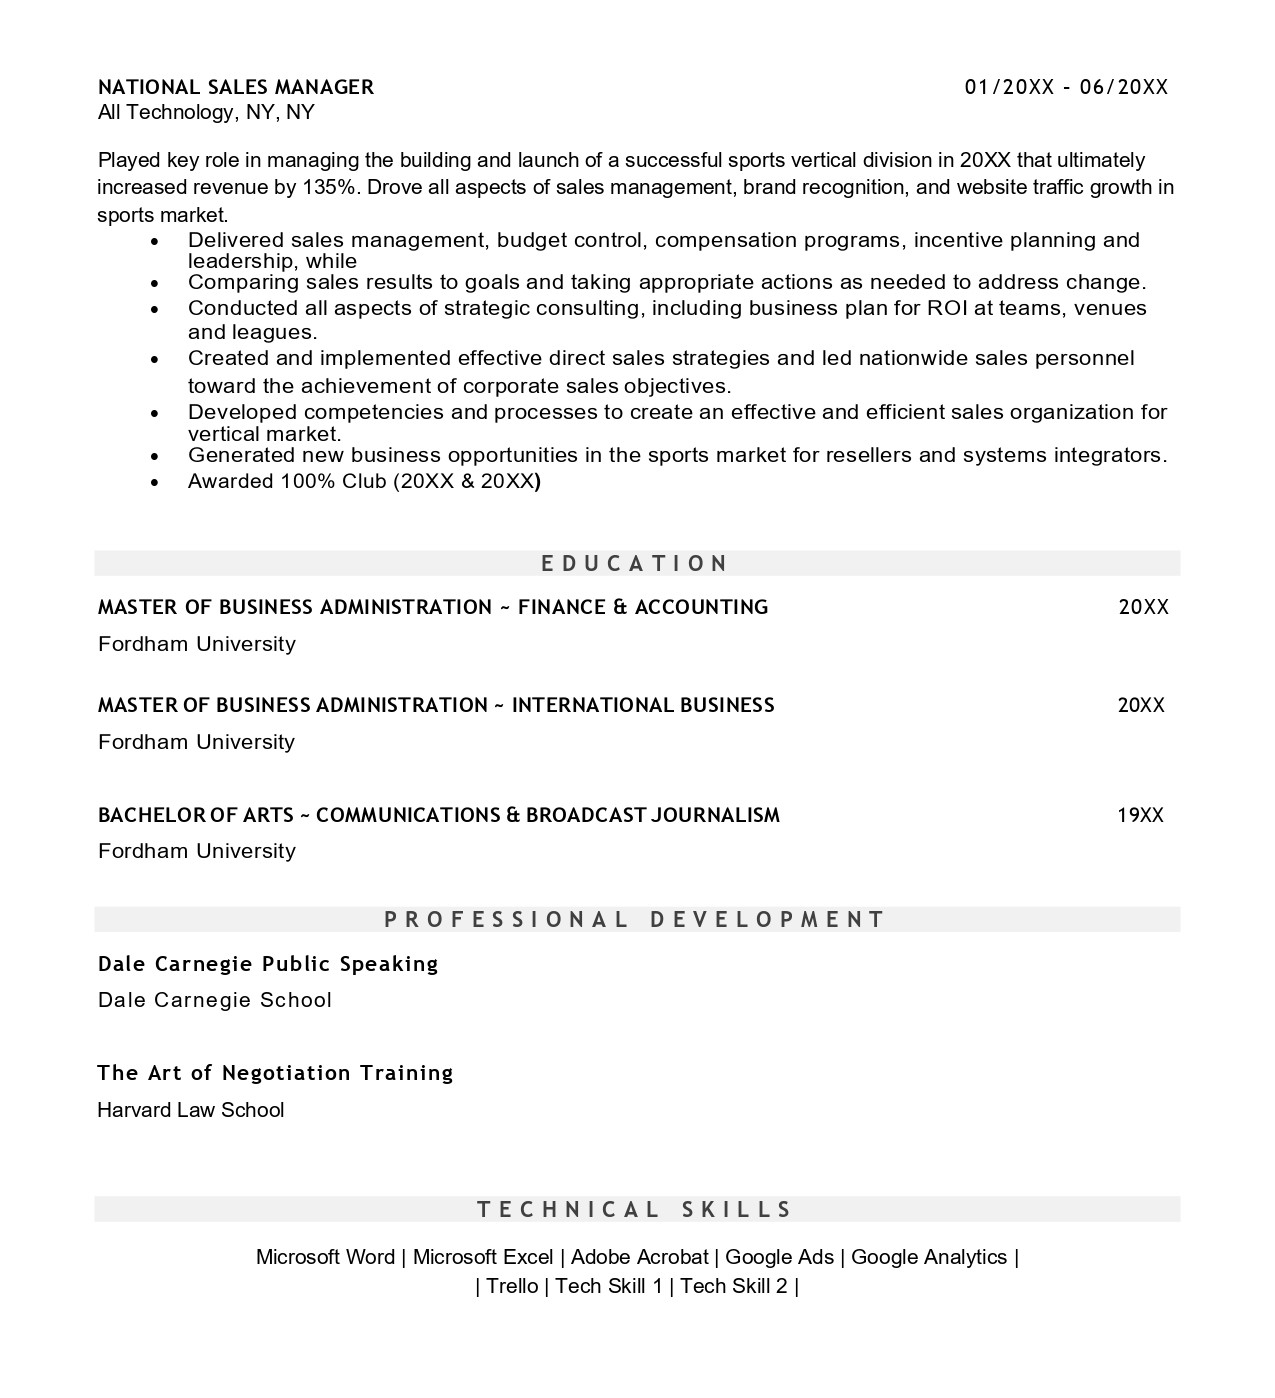 NATIONAL SALES MANAGER 01/20XX - 06/20XX
All Technology, NY, NY
Played key role in managing the building and launch of a successful sports vertical division in 20XX that ultimately
increased revenue by 135%. Drove all aspects of sales management, brand recognition, and website traffic growth in
sports market.
• Delivered sales management, budget control, compensation programs, incentive planning and
leadership, while
• Comparing sales results to goals and taking appropriate actions as needed to address change.
• Conducted all aspects of strategic consulting, including business plan for ROI at teams, venues
and leagues.
• Created and implemented effective direct sales strategies and led nationwide sales personnel
toward the achievement of corporate sales objectives.
• Developed competencies and processes to create an effective and efficient sales organization for
vertical market.
• Generated new business opportunities in the sports market for resellers and systems integrators.
• Awarded 100% Club (20XX & 20XX)
EDUCATION
MASTER OF BUSINESS ADMINISTRATION ~ FINANCE & ACCOUNTING 20XX
Fordham University
MASTER OF BUSINESS ADMINISTRATION ~ INTERNATIONAL BUSINESS 20XX
Fordham University
BACHELOR OF ARTS ~ COMMUNICATIONS & BROADCAST JOURNALISM 19XX
Fordham University
PROFESSIONAL DEVELOPMENT
Dale Carnegie Public Speaking
Dale Carnegie School
The Art of Negotiation Training
Harvard Law School
TECHNICAL SKILLS
Microsoft Word | Microsoft Excel | Adobe Acrobat | Google Ads | Google Analytics |
| Trello | Tech Skill 1 | Tech Skill 2 |